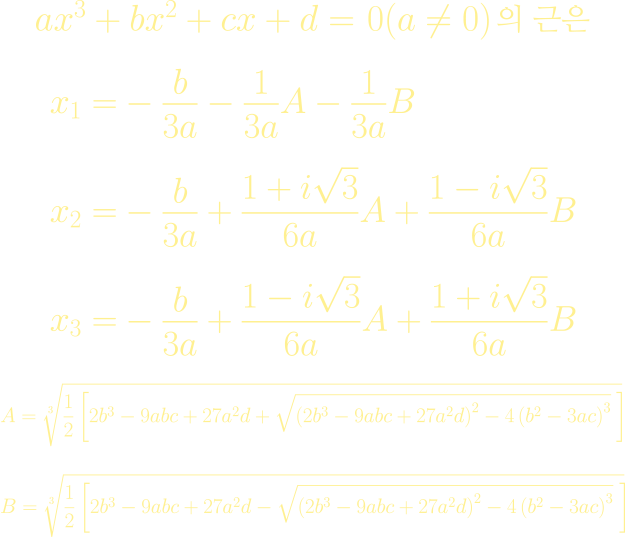 ax³ + bx² + cx + d = 0(a ≠ 0)의 근은
x₁ = − b/(3a) − 1/(3a) A − 1/(3a) B
x₂ = − b/(3a) + (1 + i√3)/(6a) A + (1 − i√3)/(6a) B
x₃ = − b/(3a) + (1 − i√3)/(6a) A + (1 + i√3)/(6a) B
A = ∛(1/2 [2b³ − 9abc + 27a²d + √((2b³ − 9abc + 27a²d)² − 4(b² − 3ac)³)])
B = ∛(1/2 [2b³ − 9abc + 27a²d − √((2b³ − 9abc + 27a²d)² − 4(b² − 3ac)³)])